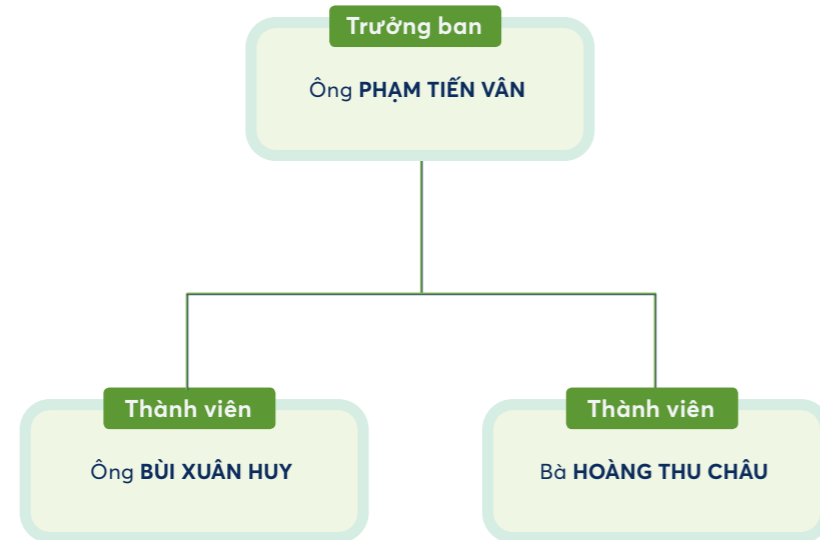 Trưởng ban
Ông PHẠM TIẾN VÂN
Thành viên
Ông BÙI XUÂN HUY
Thành viên
Bà HOÀNG THU CHÂU